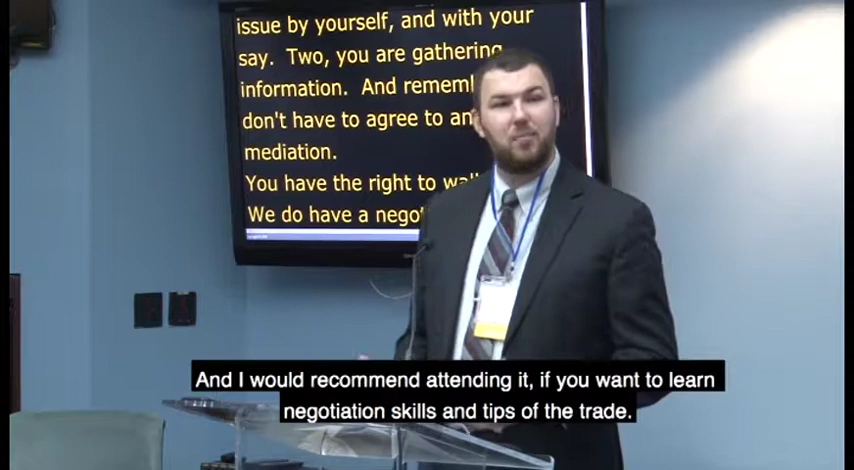 issue by yourself, and with your
say. Two, you are gathering
information. And rememb
don't have to agree to an
mediation.
You have the right to wal
We do have a nego
And I would recommend attending it, if you want to learn
negotiation skills and tips of the trade.